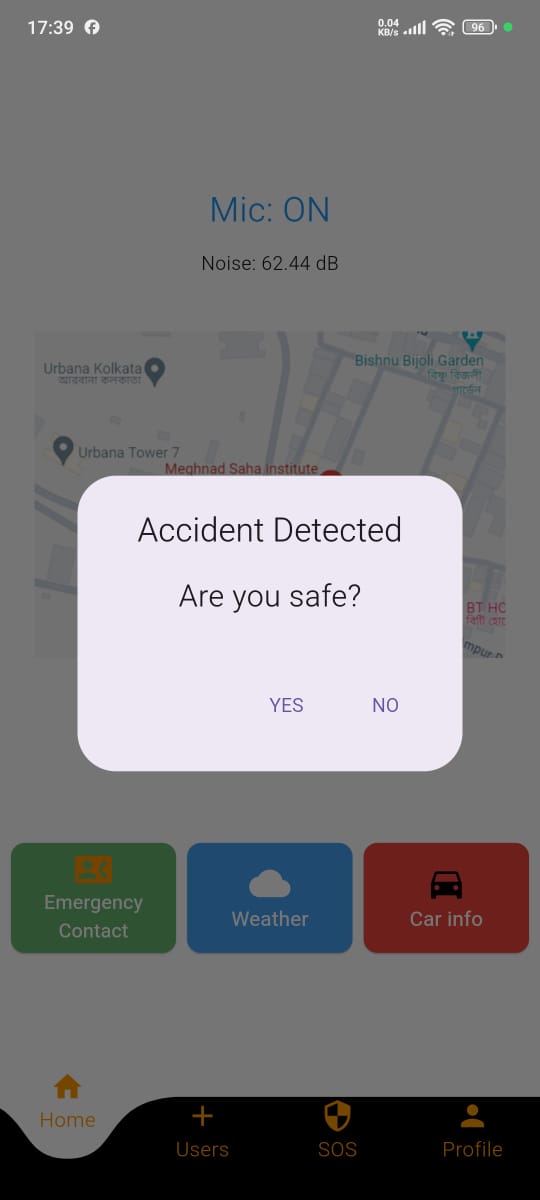 17:39
0.04
KB/s
96
Mic: ON
Noise: 62.44 dB
Bishnu Bijoli Garden
বিষ্ণু বিজলী
গার্ডেন
Urbana Kolkata
আরবানা কলকাতা
Urbana Tower 7
Meghnad Saha Institute
Accident Detected
Are you safe?
BT HO
YES NO
Emergency
Contact
Weather
Car info
Home
Users
SOS
Profile